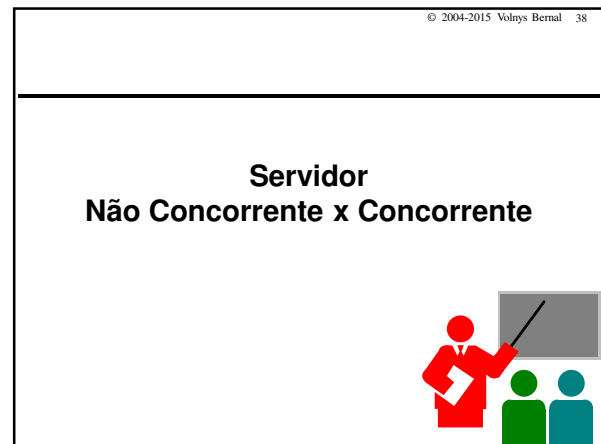 © 2004-2015 Volnys Bernal 38
Servidor
Não Concorrente x Concorrente